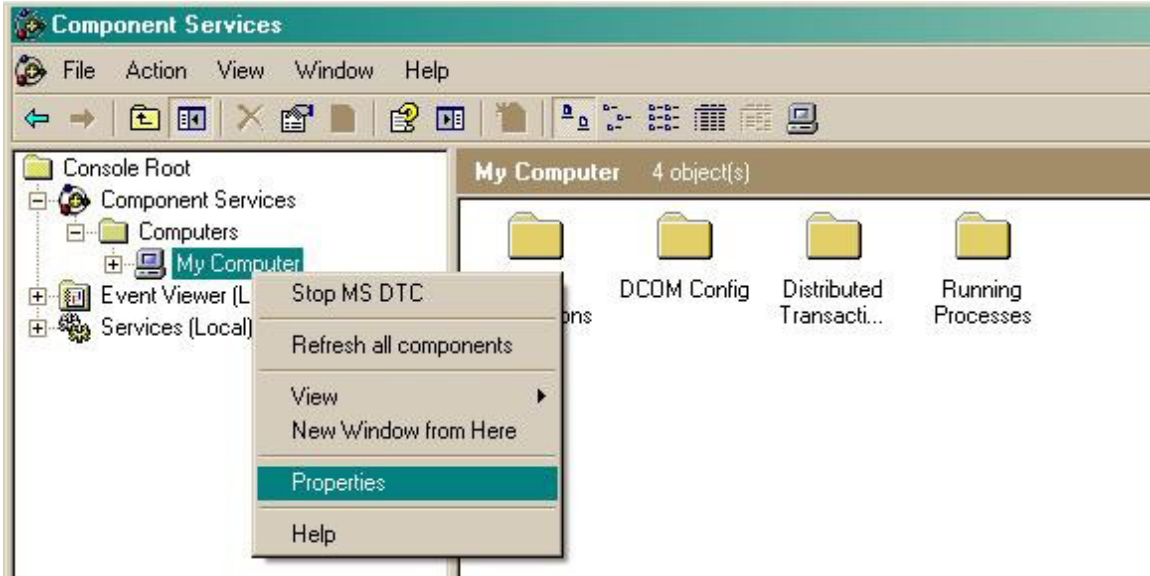 Component Services
File Action View Window Help
Console Root
Component Services
Computers
My Computer
Event Viewer (L
Services (Local)
My Computer 4 object(s)
ons
DCOM Config
Distributed
Transacti...
Running
Processes
Stop MS DTC
Refresh all components
View
New Window from Here
Properties
Help